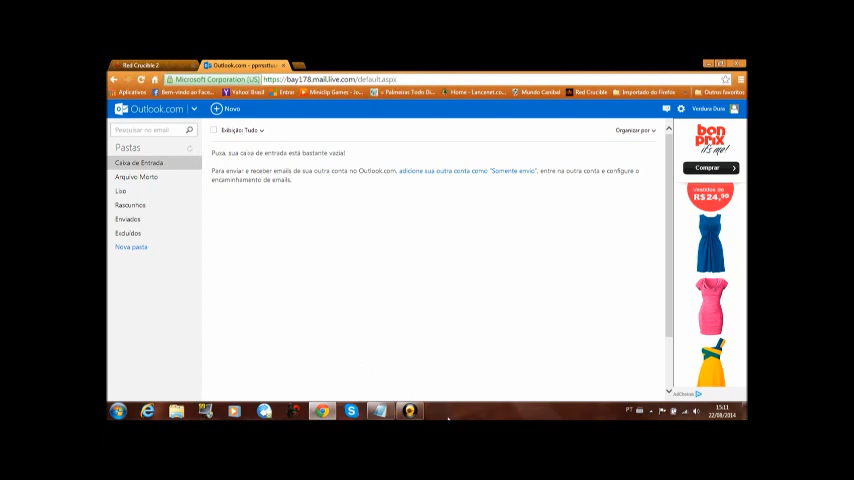 Red Crucible 2
Outlook.com -
Microsoft Corporation [US]
https://bay178.mail.live.com/default.aspx
Aplicativos
Bem-vindo ao Face...
Yahoo! Brasil
Entrar
Miniclip Games - Jo...
= Palmeiras Todo Di...
Home - Lancenet.co...
Mundo Canibal
Red Crucible
Importado do Firefox
Outros favoritos
Outlook.com
Novo
Verdura Dura
Pesquisar no email
Exibição: Tudo
Organizar por
Pastas
Caixa de Entrada
Arquivo Morto
Lixo
Rascunhos
Enviados
Excluídos
Nova pasta
Puxa, sua caixa de entrada está bastante vazia!
Para enviar e receber emails de sua outra conta no Outlook.com, adicione sua outra conta como "Somente envio", entre na outra conta e configure o
encaminhamento de emails.
bon
prix
it's me!
Comprar
Vestidos de
R$24,90
AdChoices
PT
15:11
22/08/2014